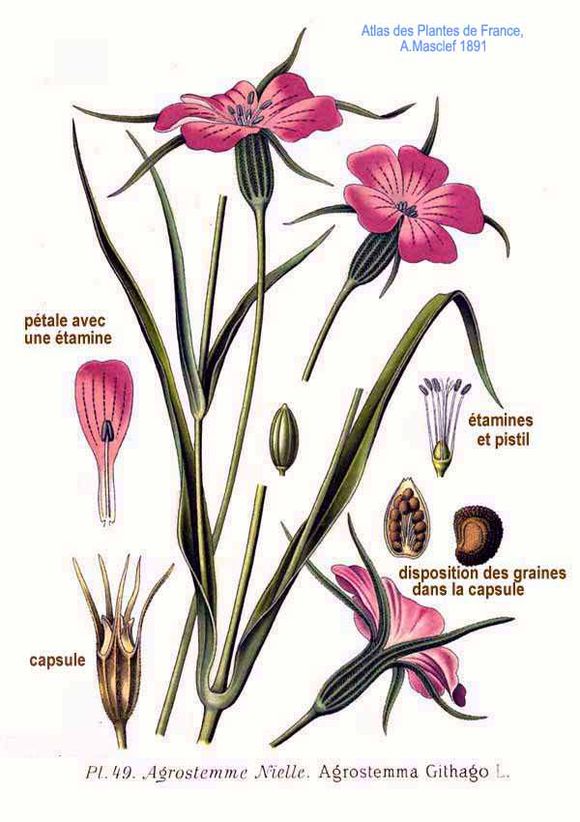 Atlas des Plantes de France,
A.Masclef 1891
pétale avec
une étamine
étamines
et pistil
disposition des graines
dans la capsule
capsule
Pl. 49. Agrostemme Nielle. Agrostemma Githago L.